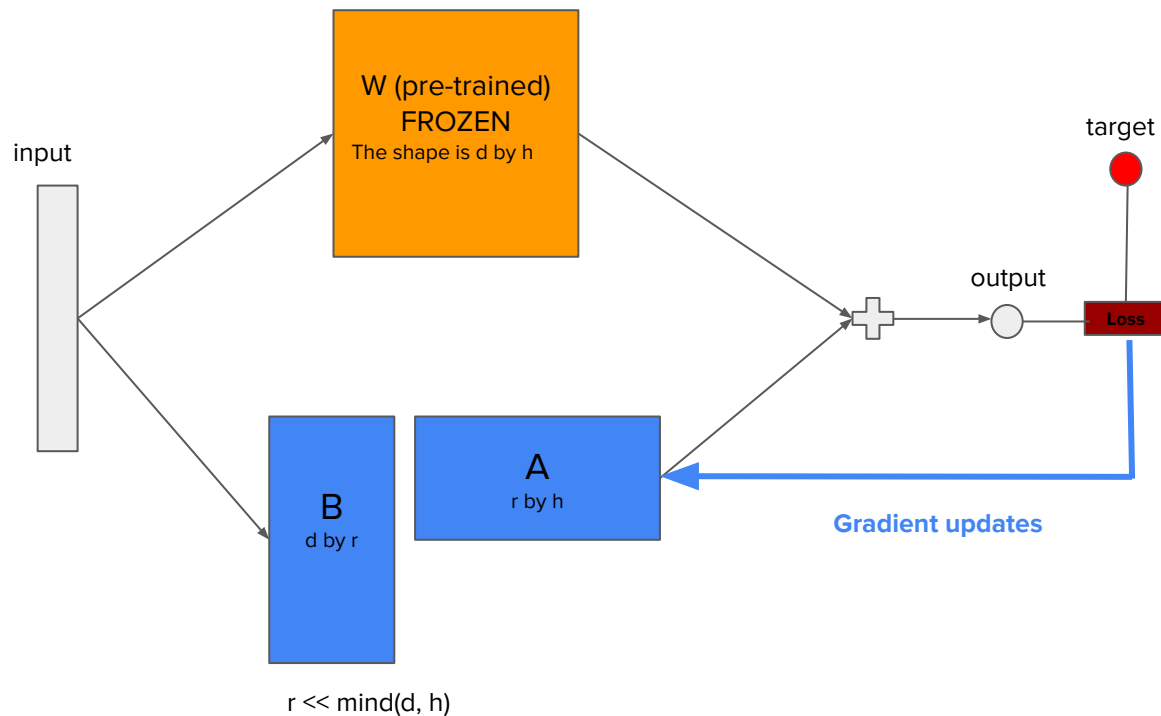 input
W (pre-trained)
FROZEN
The shape is d by h
target
output
Loss
B
d by r
A
r by h
Gradient updates
r << mind(d, h)